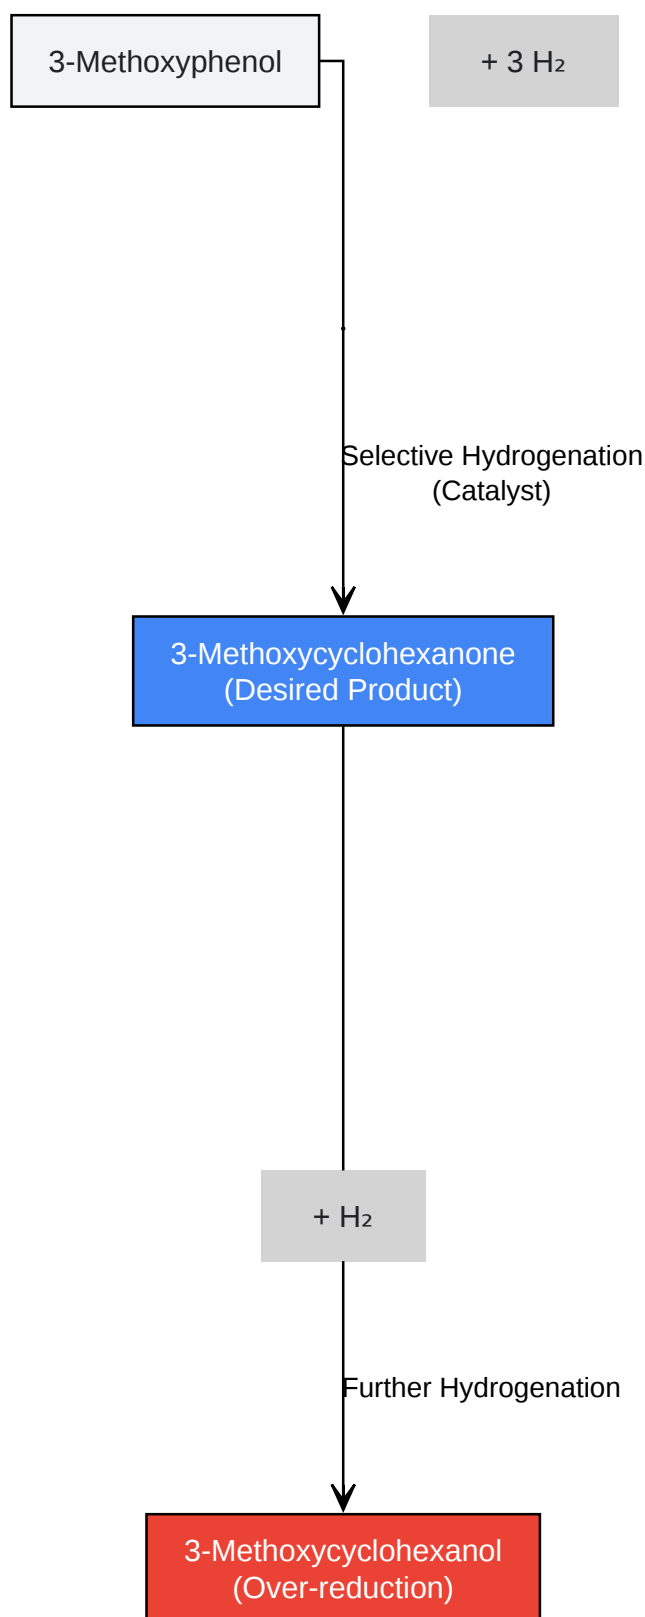 3-Methoxyphenol
+ 3 H₂
Selective Hydrogenation
(Catalyst)
3-Methoxycyclohexanone
(Desired Product)
+ H₂
Further Hydrogenation
3-Methoxycyclohexanol
(Over-reduction)